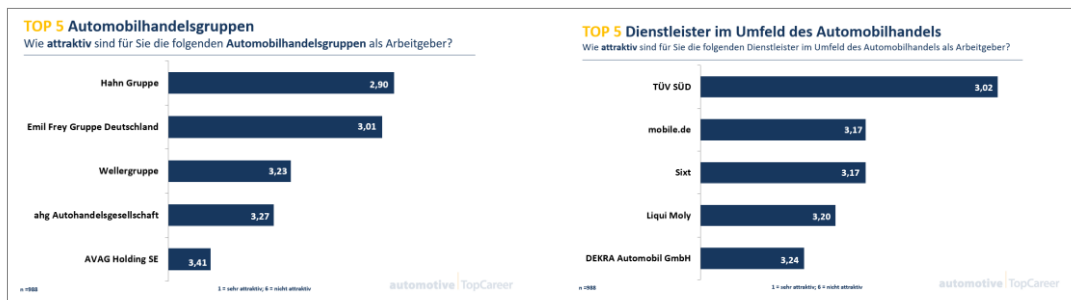 TOP 5 Automobilhandelsgruppen
Wie attraktiv sind für Sie die folgenden Automobilhandelsgruppen als Arbeitgeber?
Hahn Gruppe 2,90
Emil Frey Gruppe Deutschland 3,01
Wellergruppe 3,23
ahg Autohandelsgesellschaft 3,27
AVAG Holding SE 3,41
n =988 1 = sehr attraktiv; 6 = nicht attraktiv
automotive TopCareer
TOP 5 Dienstleister im Umfeld des Automobilhandels
Wie attraktiv sind für Sie die folgenden Dienstleister im Umfeld des Automobilhandels als Arbeitgeber?
TÜV SÜD 3,02
mobile.de 3,17
Sixt 3,17
Liqui Moly 3,20
DEKRA Automobil GmbH 3,24
n =988 1 = sehr attraktiv; 6 = nicht attraktiv
automotive TopCareer